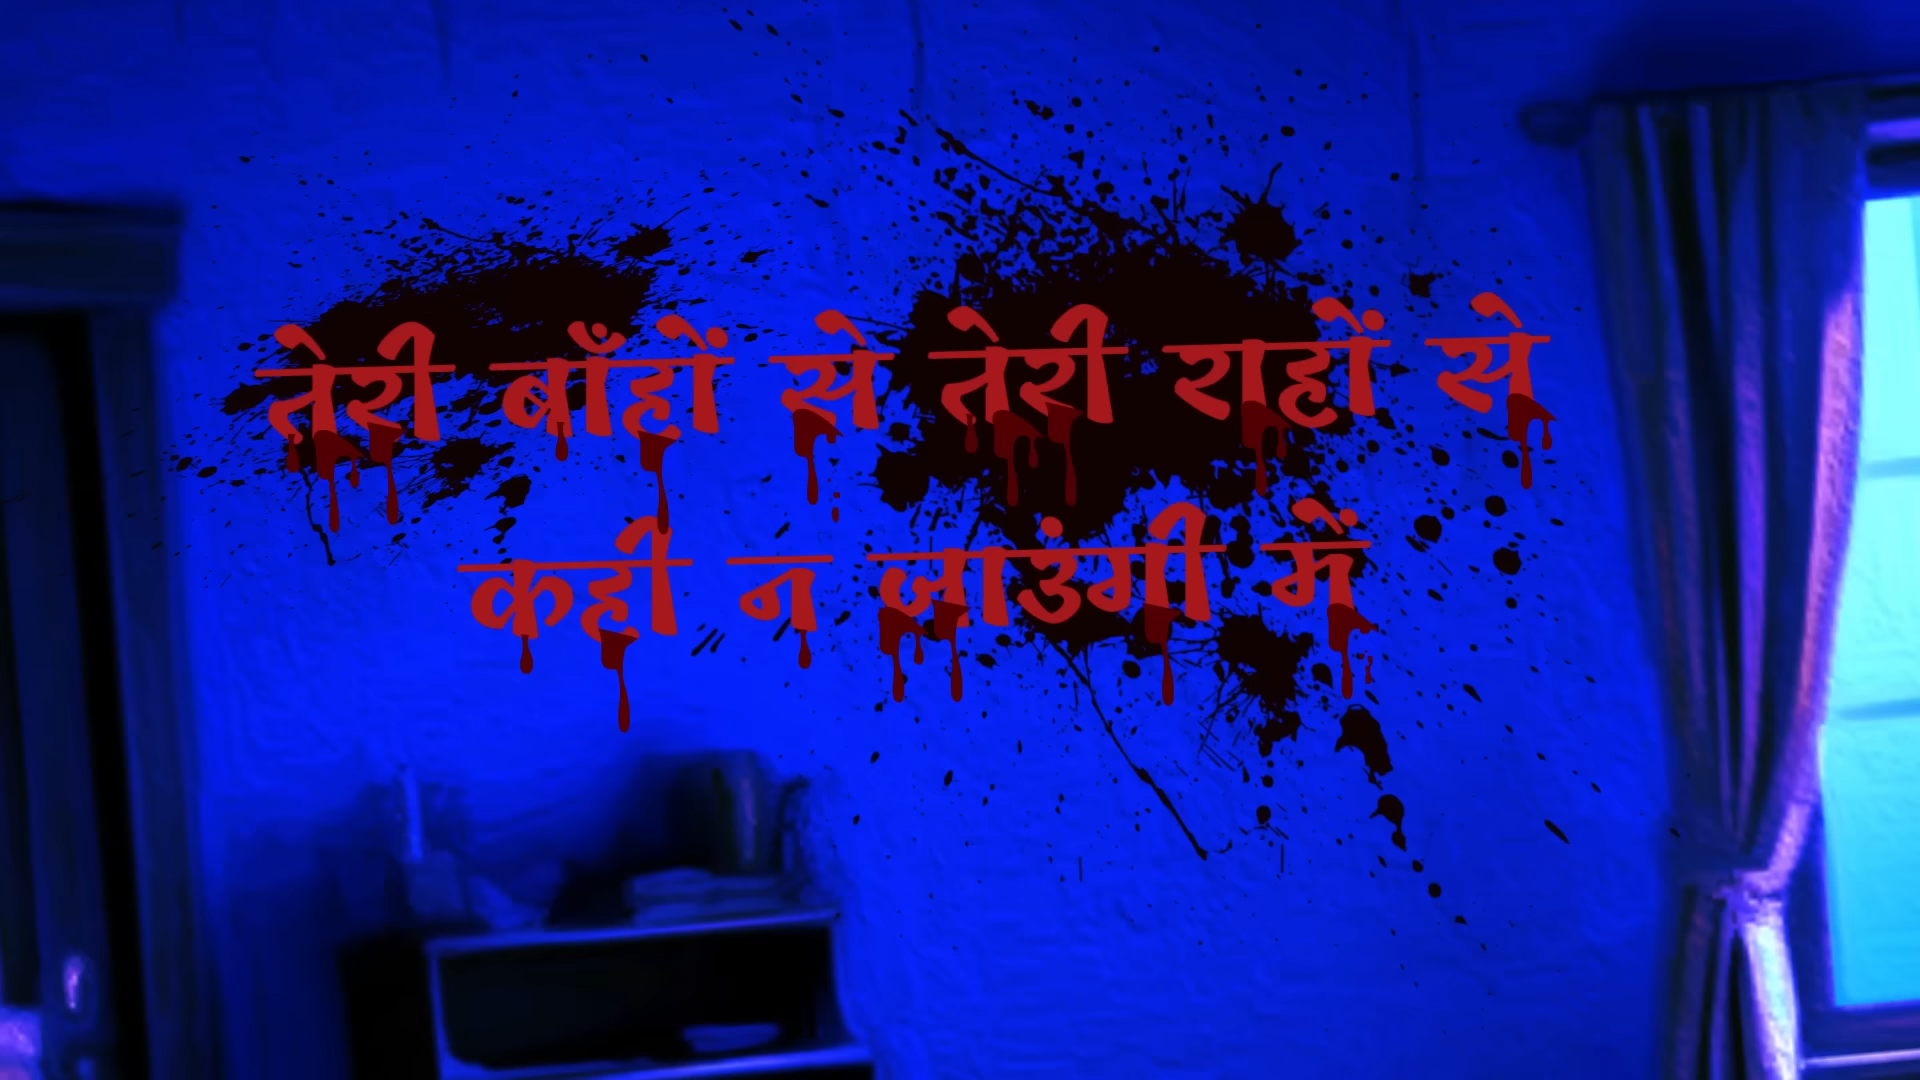 तेरी बाँहों से तेरी राहों से
कही न जाउंगी में